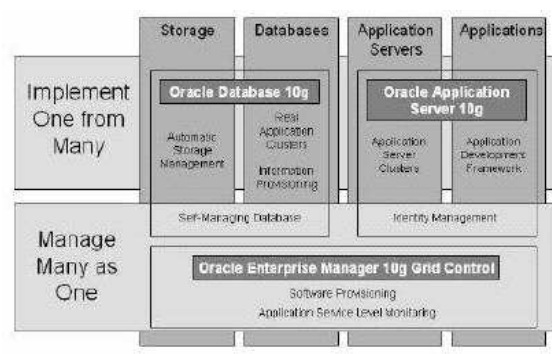 Storage
Databases
Application
Servers
Applications
Implement
One from
Many
Oracle Database 10g
Oracle Application
Server 10g
Automatic
Storage
Management
Real
Application
Clusters
Information
Provisioning
Application
Server
Clusters
Application
Development
Framework
Self-Managing Database
Identity Management
Manage
Many as
One
Oracle Enterprise Manager 10g Grid Control
Software Provisioning
Application Service Level Monitoring